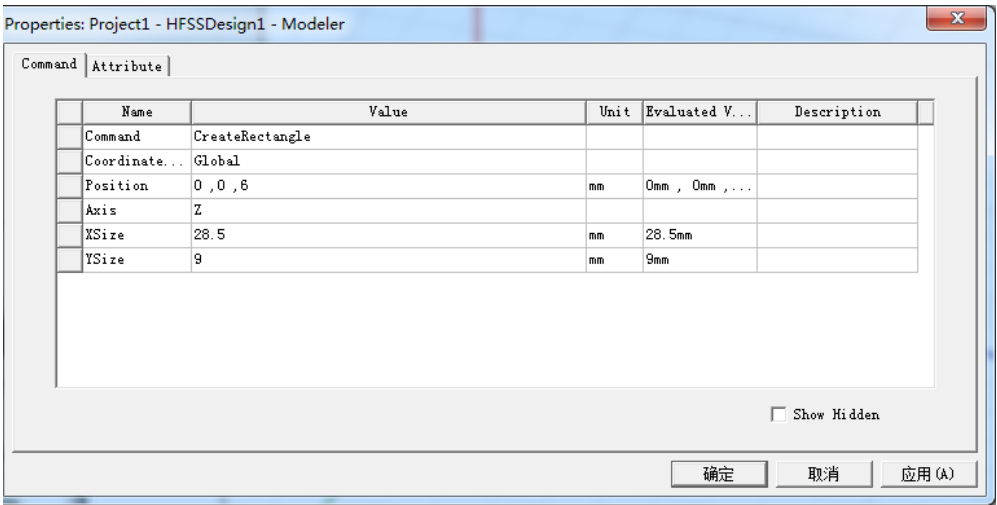 Properties: Project1 - HFSSDesign1 - Modeler
Command Attribute
Name Value Unit Evaluated V... Description
Command CreateRectangle
Coordinate... Global
Position 0 ,0 ,6 mm 0mm , 0mm ,...
Axis Z
XSize 28.5 mm 28.5mm
YSize 9 mm 9mm
Show Hidden
确定 取消 应用(A)